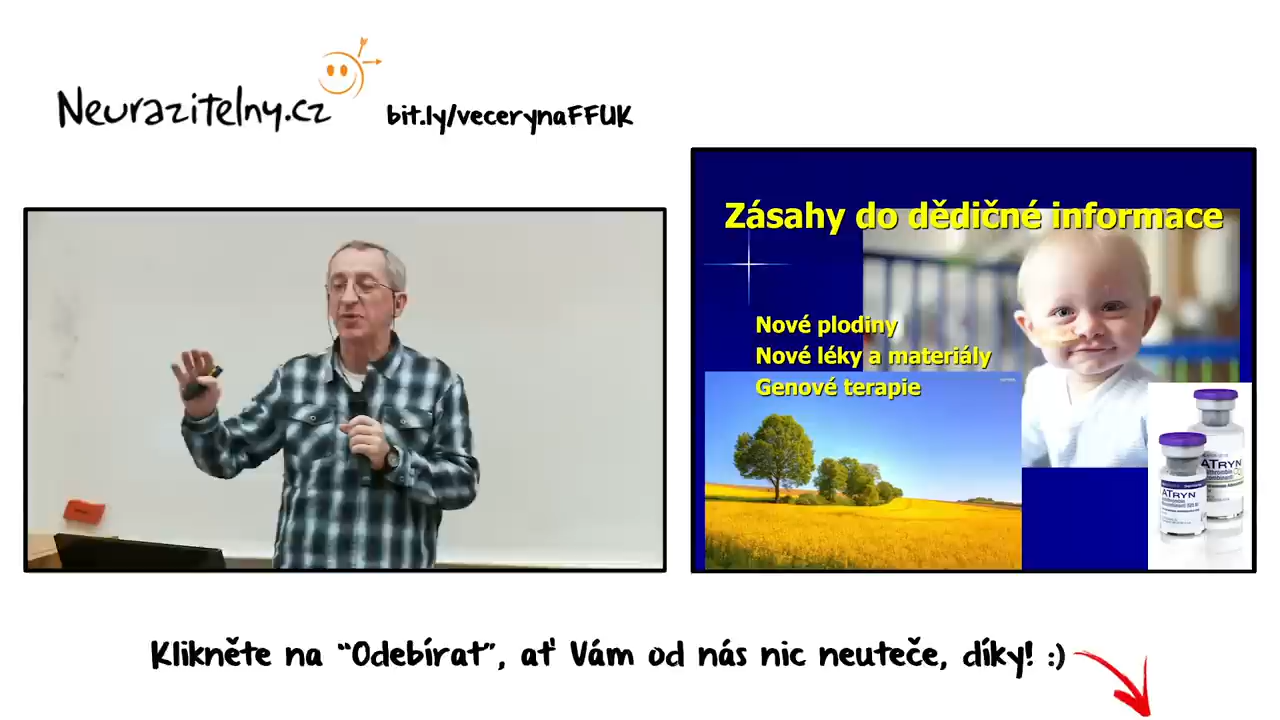 Neurazitelny.cz
bit.ly/vecerynaFFUK
Zásahy do dědičné informace
Nové plodiny
Nové léky a materiály
Genové terapie
ATRYN
ATRYN
Klikněte na “Odebírat”, ať Vám od nás nic neuteče, díky! :)